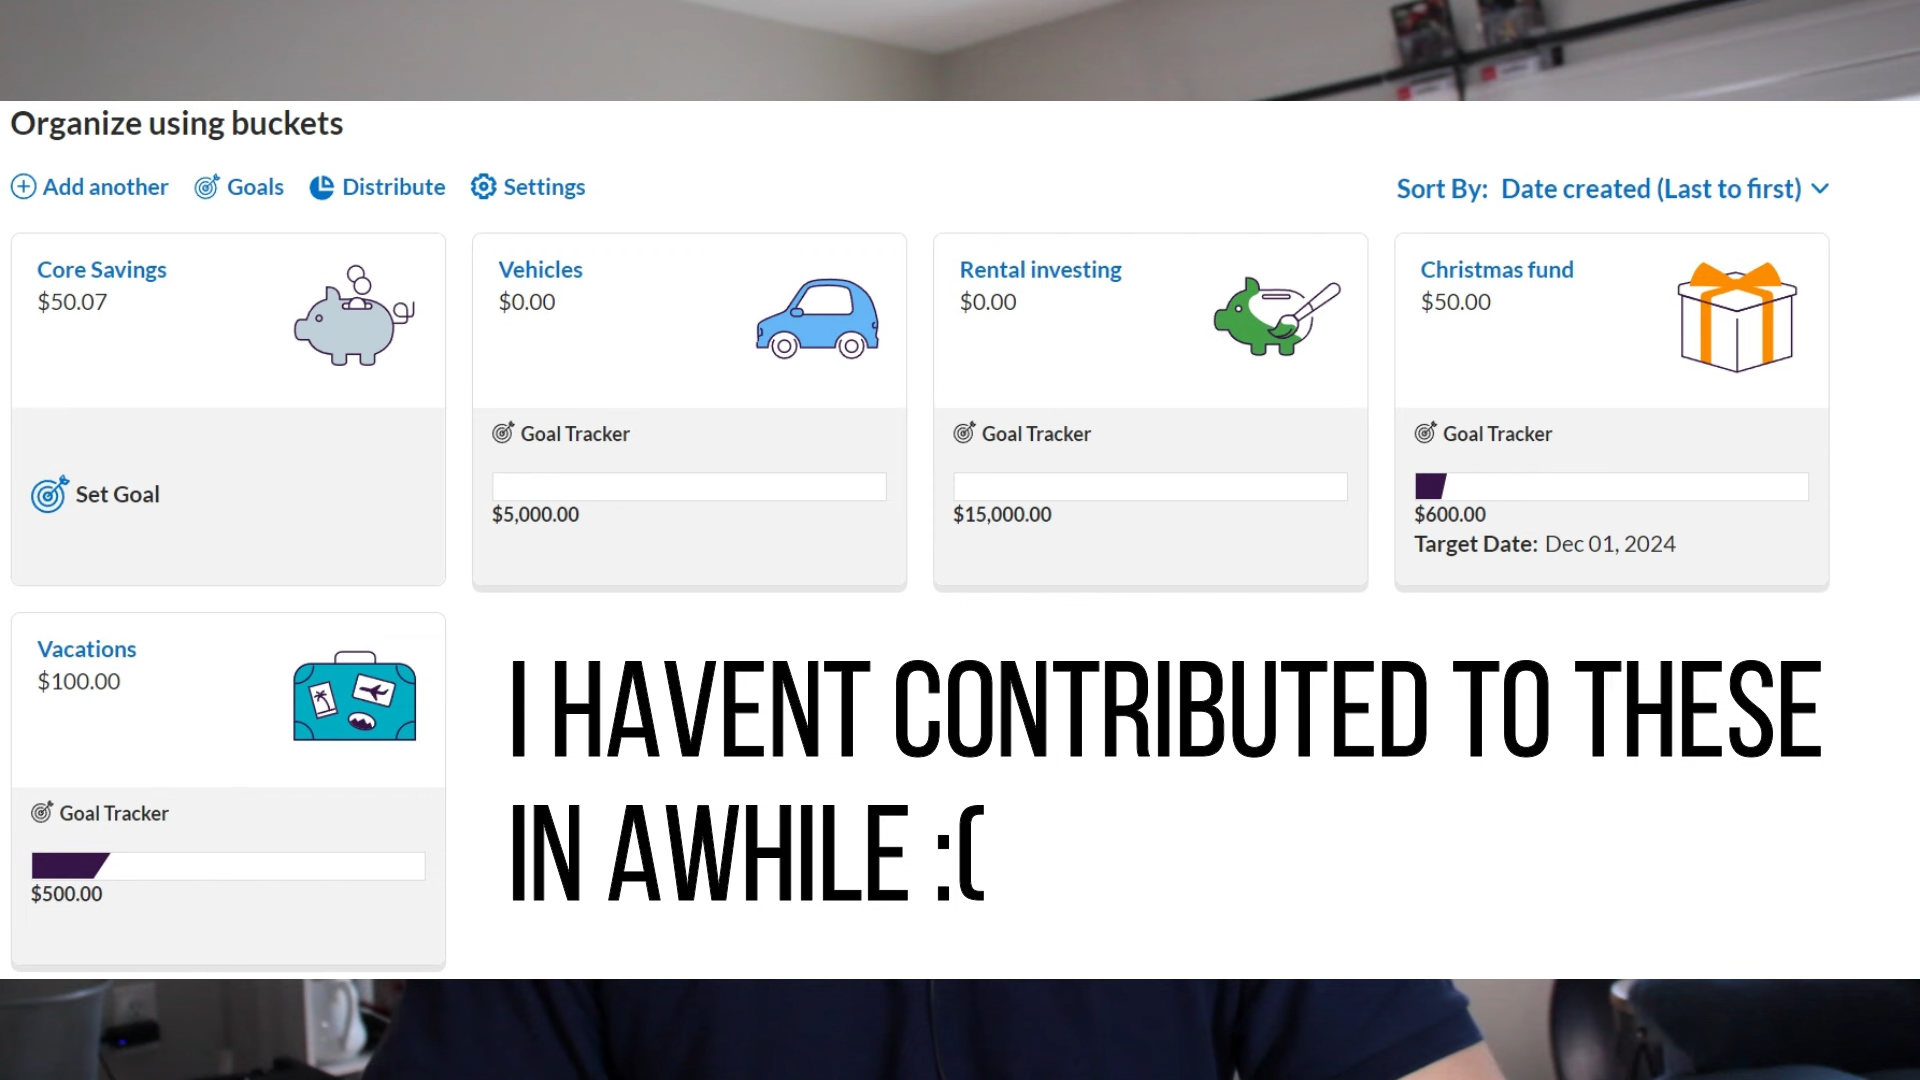 Organize using buckets
Add another Goals Distribute Settings
Sort By: Date created (Last to first)
Core Savings
$50.07
Set Goal
Vehicles
$0.00
Goal Tracker
$5,000.00
Rental investing
$0.00
Goal Tracker
$15,000.00
Christmas fund
$50.00
Goal Tracker
$600.00
Target Date: Dec 01, 2024
Vacations
$100.00
Goal Tracker
$500.00
I HAVENT CONTRIBUTED TO THESE
IN AWHILE :(